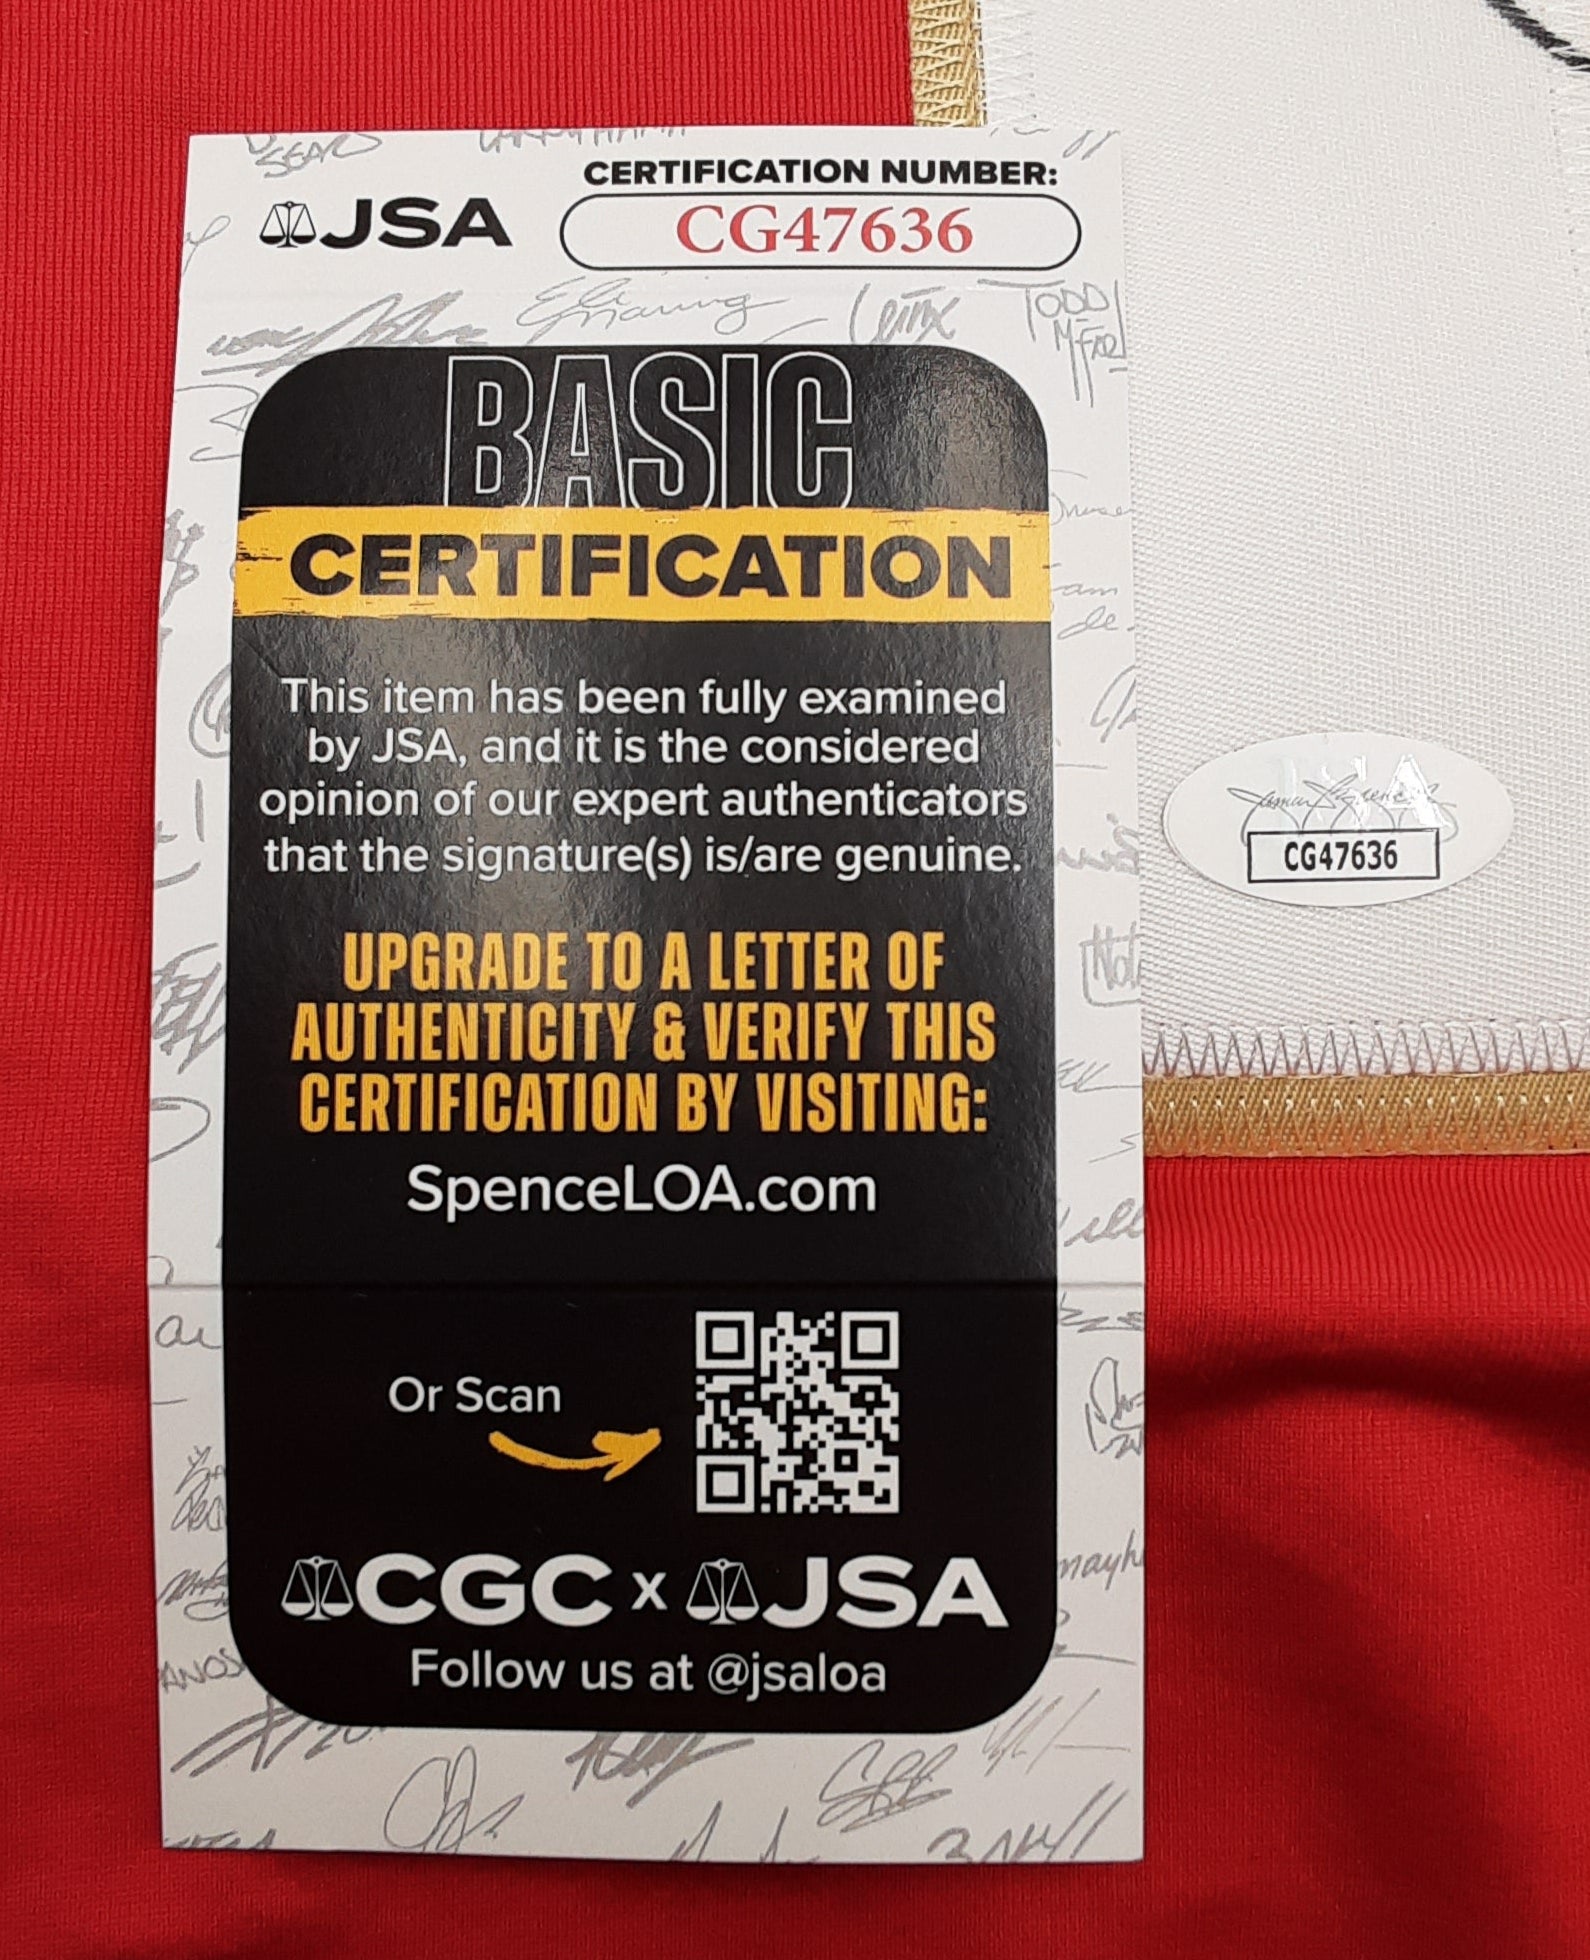 JSA
CERTIFICATION NUMBER:
CG47636
BASIC
CERTIFICATION
This item has been fully examined
by JSA, and it is the considered
opinion of our expert authenticators
that the signature(s) is/are genuine.
UPGRADE TO A LETTER OF
AUTHENTICITY & VERIFY THIS
CERTIFICATION BY VISITING:
SpenceLOA.com
Or Scan
CGC x JSA
Follow us at @jsaloa
JSA
CG47636